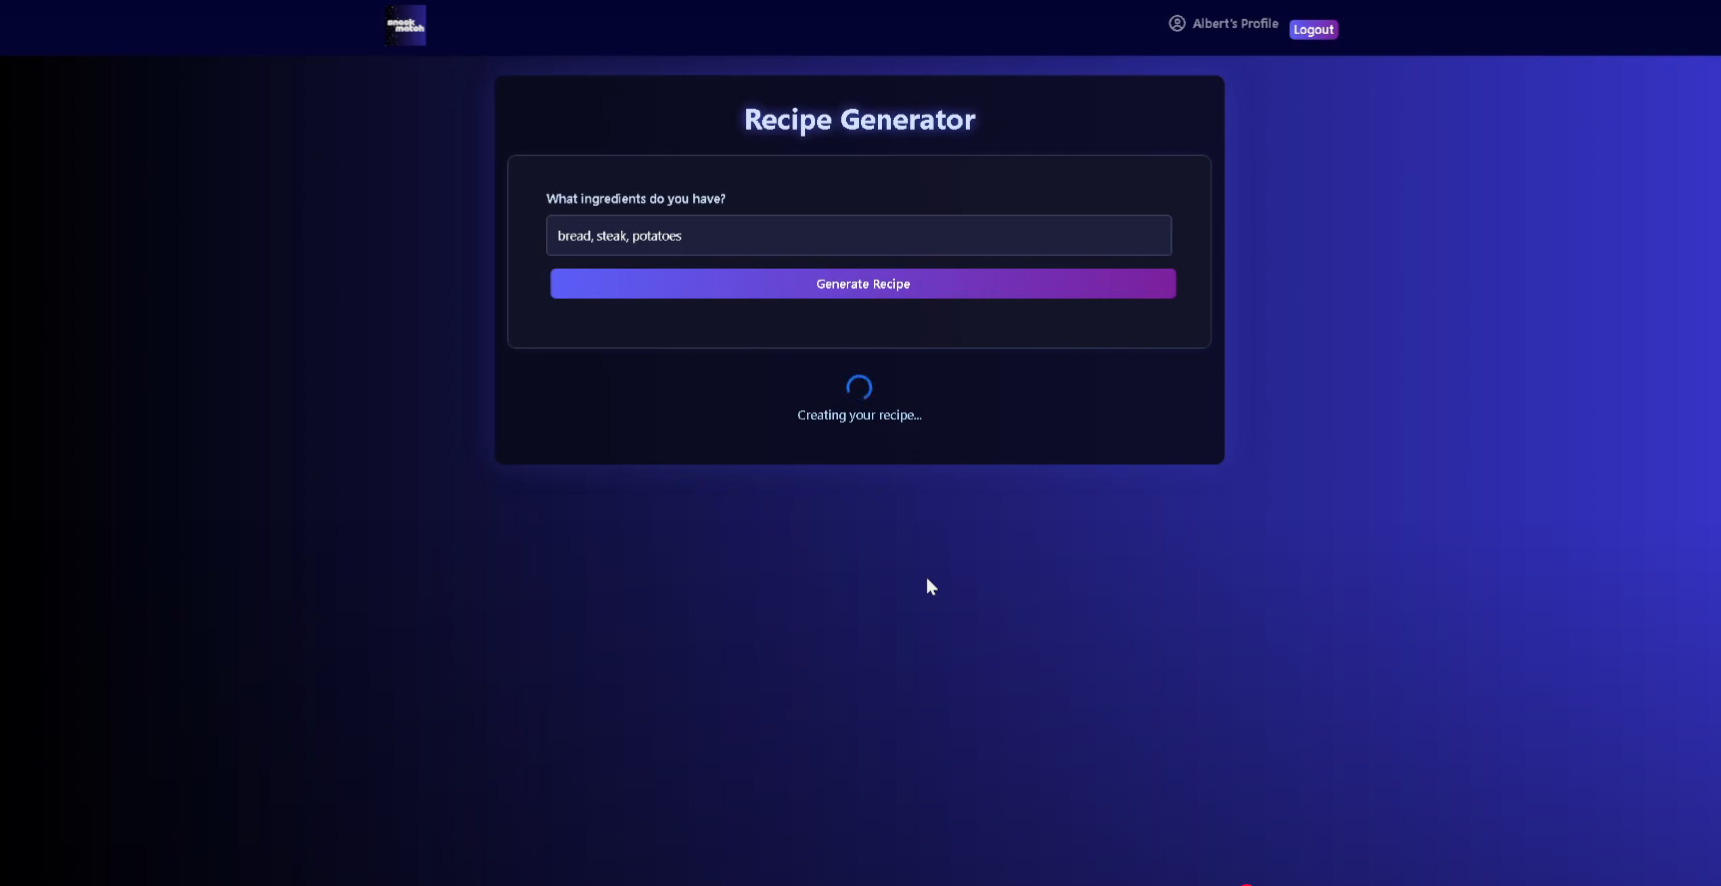 snack
match
Albert's Profile
Logout
Recipe Generator
What ingredients do you have?
bread, steak, potatoes
Generate Recipe
Creating your recipe...